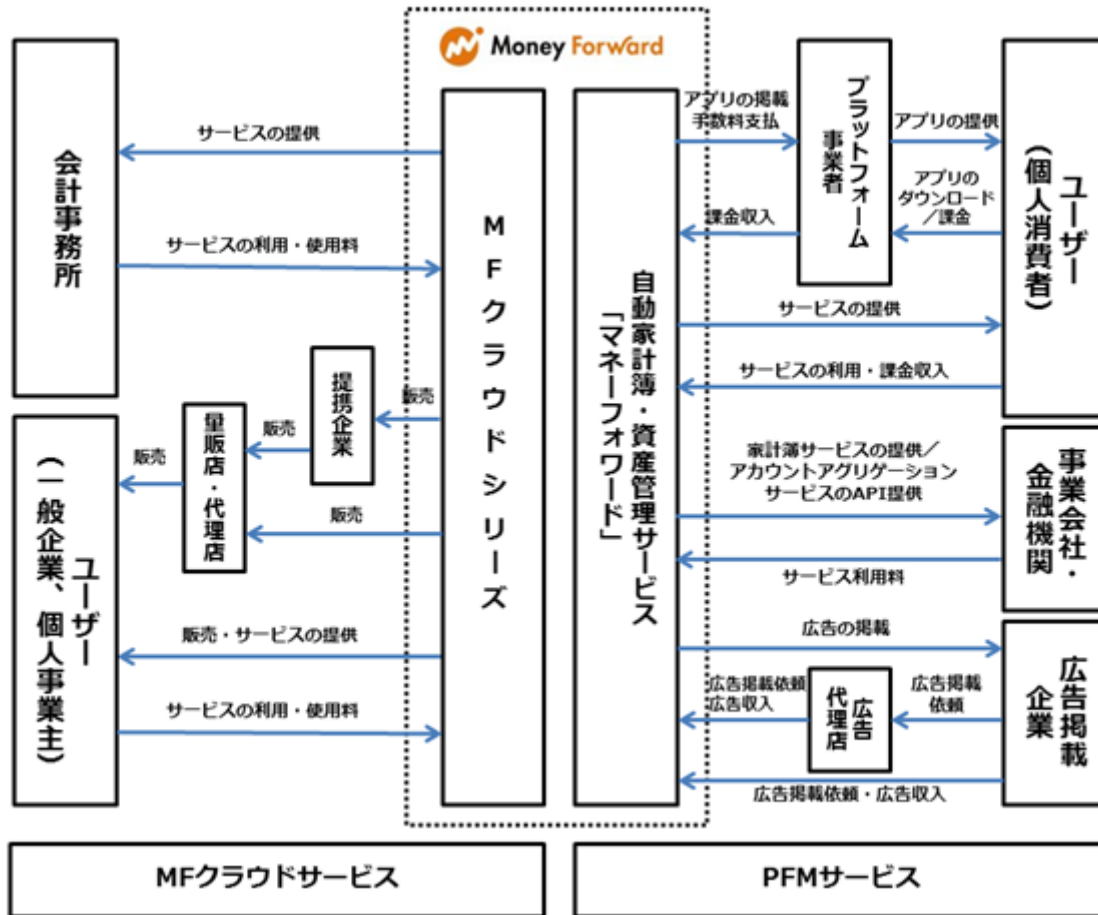 Money Forward
会計事務所
サービスの提供
サービスの利用・使用料
提携企業
販売
販売
量販店・代理店
販売
販売
ユーザー
(一般企業、個人事業主)
販売・サービスの提供
サービスの利用・使用料
MFクラウドシリーズ
自動家計簿・資産管理サービス
「マネーフォワード」
アプリの掲載
手数料支払
プラットフォーム
事業者
アプリの提供
課金収入
アプリの
ダウンロード
/課金
ユーザー
(個人消費者)
サービスの提供
サービスの利用・課金収入
家計簿サービスの提供/
アカウントアグリゲーション
サービスのAPI提供
サービス利用料
事業会社・
金融機関
広告の掲載
広告掲載依頼
広告収入
広告
代理店
広告掲載
依頼
広告掲載依頼・広告収入
広告掲載
企業
MFクラウドサービス
PFMサービス